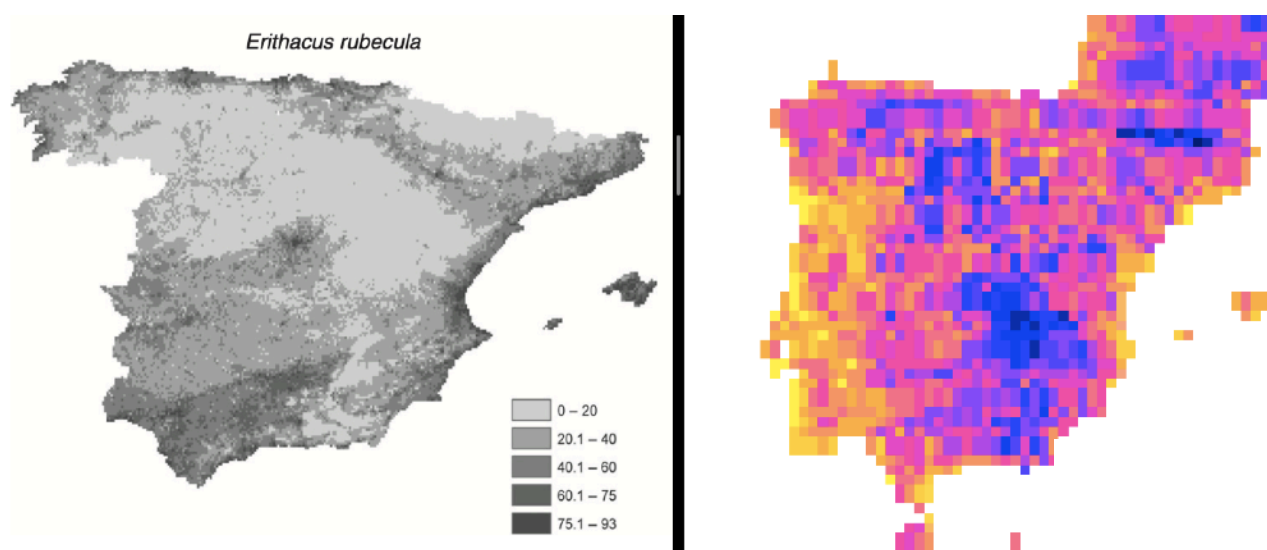 Erithacus rubecula
0 – 20
20.1 – 40
40.1 – 60
60.1 – 75
75.1 – 93